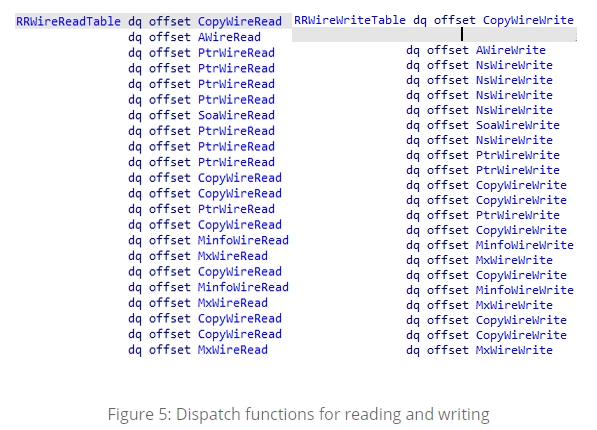 RRWireReadTable dq offset CopyWireRead
dq offset AWireRead
dq offset PtrWireRead
dq offset PtrWireRead
dq offset PtrWireRead
dq offset PtrWireRead
dq offset SoaWireRead
dq offset PtrWireRead
dq offset PtrWireRead
dq offset PtrWireRead
dq offset CopyWireRead
dq offset CopyWireRead
dq offset PtrWireRead
dq offset CopyWireRead
dq offset MinfoWireRead
dq offset MxWireRead
dq offset CopyWireRead
dq offset MinfoWireRead
dq offset MxWireRead
dq offset CopyWireRead
dq offset CopyWireRead
dq offset MxWireRead
RRWireWriteTable dq offset CopyWireWrite
dq offset AWireWrite
dq offset NsWireWrite
dq offset NsWireWrite
dq offset NsWireWrite
dq offset NsWireWrite
dq offset SoaWireWrite
dq offset NsWireWrite
dq offset PtrWireWrite
dq offset PtrWireWrite
dq offset CopyWireWrite
dq offset CopyWireWrite
dq offset PtrWireWrite
dq offset CopyWireWrite
dq offset MinfoWireWrite
dq offset MxWireWrite
dq offset CopyWireWrite
dq offset MinfoWireWrite
dq offset MxWireWrite
dq offset CopyWireWrite
dq offset CopyWireWrite
dq offset MxWireWrite
Figure 5: Dispatch functions for reading and writing